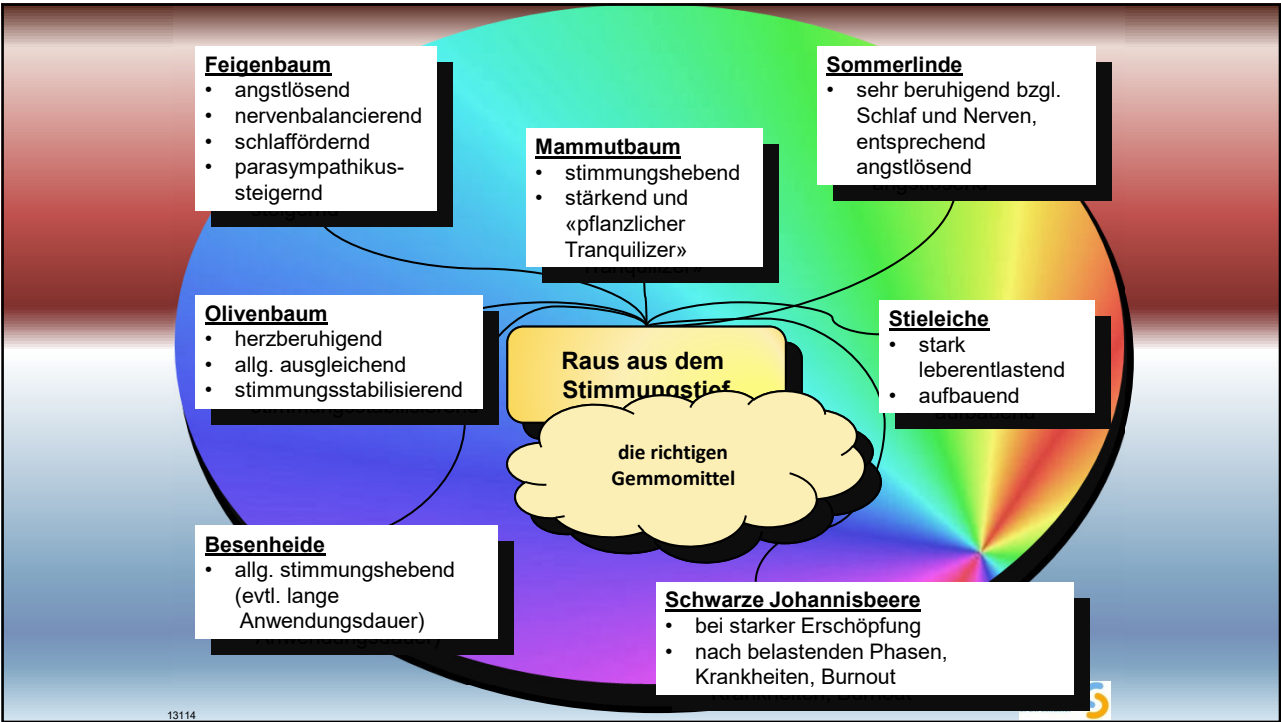 Feigenbaum
• angstlösend
• nervenbalancierend
• schlaffördernd
• parasympathikus-
steigernd
Mammutbaum
• stimmungshebend
• stärkend und
«pflanzlicher
Tranquilizer»
Sommerlinde
• sehr beruhigend bzgl.
Schlaf und Nerven,
entsprechend
angstlösend
Olivenbaum
• herzberuhigend
• allg. ausgleichend
• stimmungsstabilisierend
Raus aus dem
Stimmungstief
die richtigen
Gemmomittel
Stieleiche
• stark
leberentlastend
• aufbauend
Besenheide
• allg. stimmungshebend
(evtl. lange
Anwendungsdauer)
Schwarze Johannisbeere
• bei starker Erschöpfung
• nach belastenden Phasen,
Krankheiten, Burnout
13114